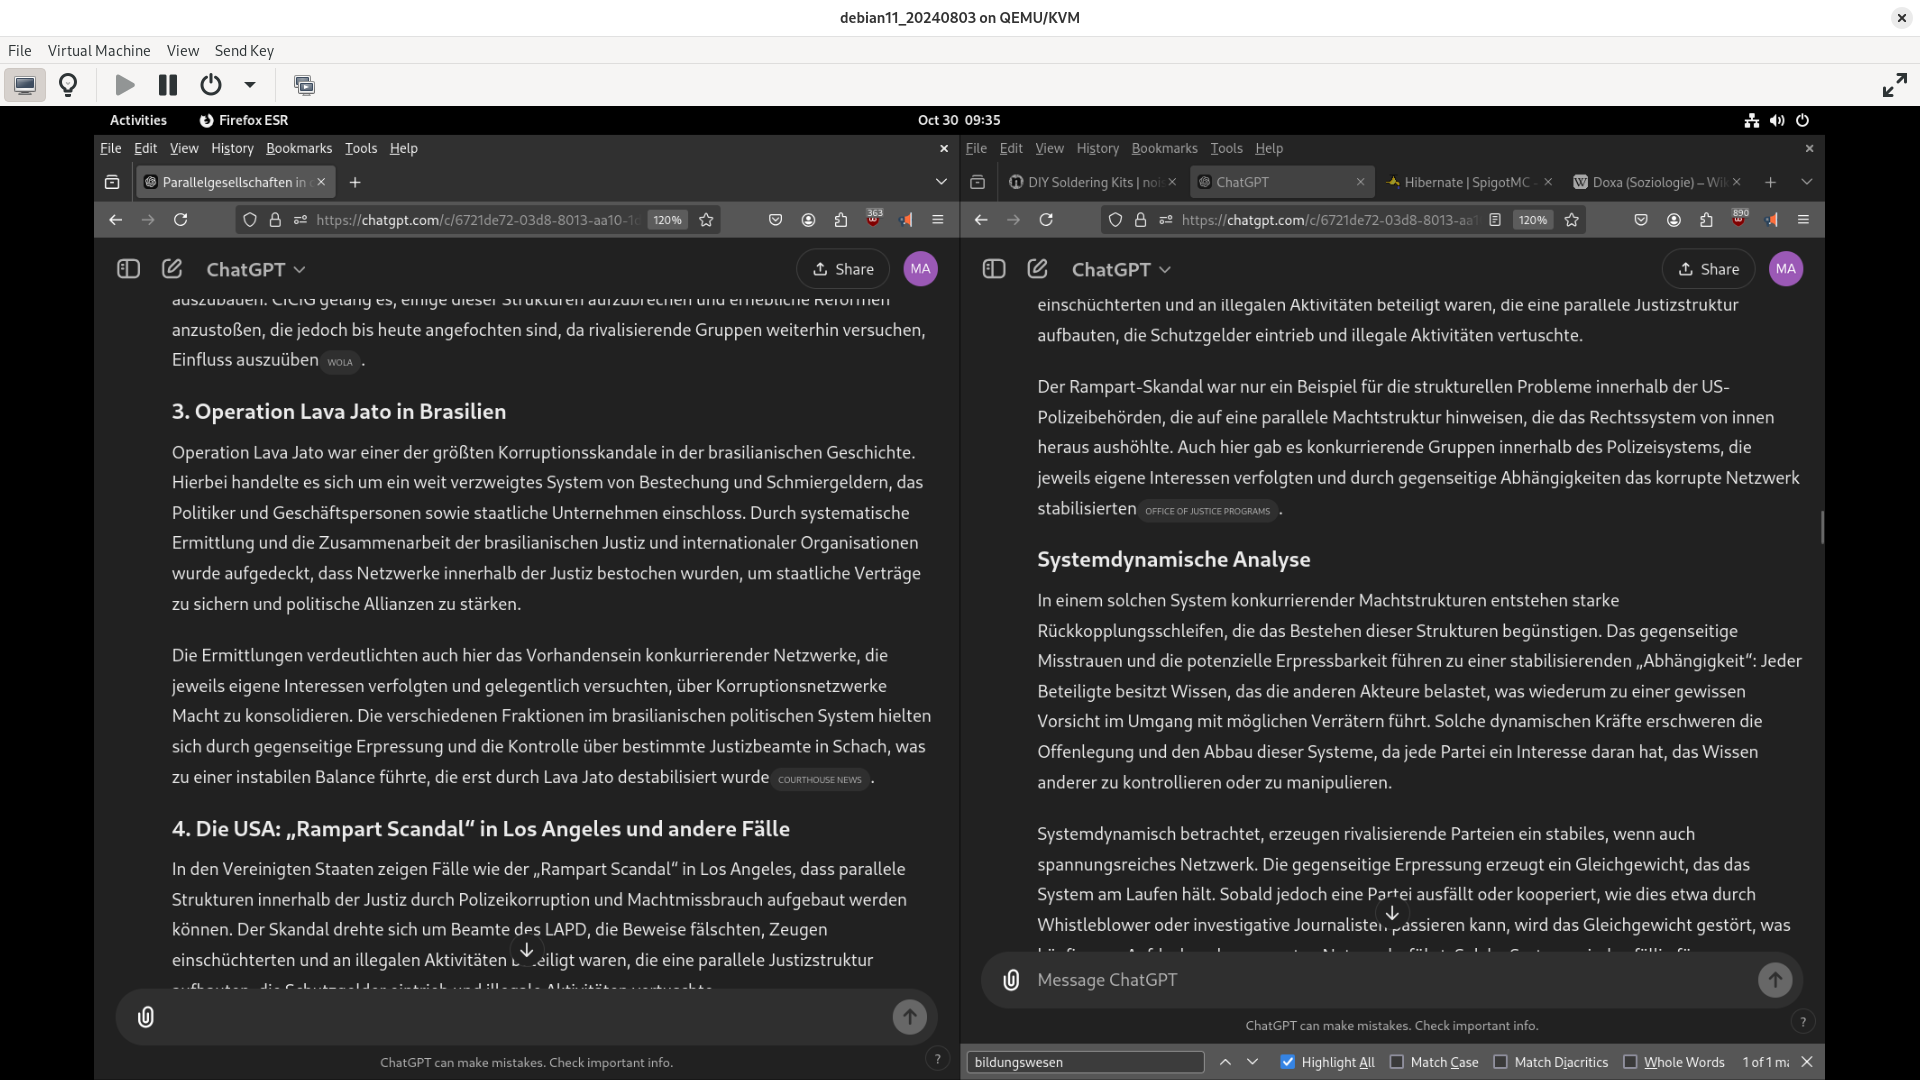 debian11_20240803 on QEMU/KVM
File Virtual Machine View Send Key
Activities Firefox ESR Oct 30 09:35
File Edit View History Bookmarks Tools Help
Parallelgesellschaften in
https://chatgpt.com/c/6721de72-03d8-8013-aa10-1 120% 363
ChatGPT Share MA
auszubauen. CICIG gelang es, einige dieser Strukturen aufzubrechen und erhebliche Reformen
anzustoßen, die jedoch bis heute angefochten sind, da rivalisierende Gruppen weiterhin versuchen,
Einfluss auszuüben WOLA .
3. Operation Lava Jato in Brasilien
Operation Lava Jato war einer der größten Korruptionsskandale in der brasilianischen Geschichte.
Hierbei handelte es sich um ein weit verzweigtes System von Bestechung und Schmiergeldern, das
Politiker und Geschäftspersonen sowie staatliche Unternehmen einschloss. Durch systematische
Ermittlung und die Zusammenarbeit der brasilianischen Justiz und internationaler Organisationen
wurde aufgedeckt, dass Netzwerke innerhalb der Justiz bestochen wurden, um staatliche Verträge
zu sichern und politische Allianzen zu stärken.
Die Ermittlungen verdeutlichten auch hier das Vorhandensein konkurrierender Netzwerke, die
jeweils eigene Interessen verfolgten und gelegentlich versuchten, über Korruptionsnetzwerke
Macht zu konsolidieren. Die verschiedenen Fraktionen im brasilianischen politischen System hielten
sich durch gegenseitige Erpressung und die Kontrolle über bestimmte Justizbeamte in Schach, was
zu einer instabilen Balance führte, die erst durch Lava Jato destabilisiert wurde COURTHOUSE NEWS .
4. Die USA: „Rampart Scandal“ in Los Angeles und andere Fälle
In den Vereinigten Staaten zeigen Fälle wie der „Rampart Scandal“ in Los Angeles, dass parallele
Strukturen innerhalb der Justiz durch Polizeikorruption und Machtmissbrauch aufgebaut werden
können. Der Skandal drehte sich um Beamte des LAPD, die Beweise fälschten, Zeugen
einschüchterten und an illegalen Aktivitäten beteiligt waren, die eine parallele Justizstruktur
aufbauten, die Schutzgelder eintrieb und illegale Aktivitäten vertuschte.
ChatGPT can make mistakes. Check important info. ?
File Edit View History Bookmarks Tools Help
DIY Soldering Kits | noi ChatGPT Hibernate | SpigotMC - Doxa (Soziologie) – Wik
https://chatgpt.com/c/6721de72-03d8-8013-aa1 120% 890
ChatGPT Share MA
einschüchterten und an illegalen Aktivitäten beteiligt waren, die eine parallele Justizstruktur
aufbauten, die Schutzgelder eintrieb und illegale Aktivitäten vertuschte.
Der Rampart-Skandal war nur ein Beispiel für die strukturellen Probleme innerhalb der US-
Polizeibehörden, die auf eine parallele Machtstruktur hinweisen, die das Rechtssystem von innen
heraus aushöhlte. Auch hier gab es konkurrierende Gruppen innerhalb des Polizeisystems, die
jeweils eigene Interessen verfolgten und durch gegenseitige Abhängigkeiten das korrupte Netzwerk
stabilisierten OFFICE OF JUSTICE PROGRAMS .
Systemdynamische Analyse
In einem solchen System konkurrierender Machtstrukturen entstehen starke
Rückkopplungsschleifen, die das Bestehen dieser Strukturen begünstigen. Das gegenseitige
Misstrauen und die potenzielle Erpressbarkeit führen zu einer stabilisierenden „Abhängigkeit“: Jeder
Beteiligte besitzt Wissen, das die anderen Akteure belastet, was wiederum zu einer gewissen
Vorsicht im Umgang mit möglichen Verrätern führt. Solche dynamischen Kräfte erschweren die
Offenlegung und den Abbau dieser Systeme, da jede Partei ein Interesse daran hat, das Wissen
anderer zu kontrollieren oder zu manipulieren.
Systemdynamisch betrachtet, erzeugen rivalisierende Parteien ein stabiles, wenn auch
spannungsreiches Netzwerk. Die gegenseitige Erpressung erzeugt ein Gleichgewicht, das das
System am Laufen hält. Sobald jedoch eine Partei ausfällt oder kooperiert, wie dies etwa durch
Whistleblower oder investigative Journalisten passieren kann, wird das Gleichgewicht gestört, was
Message ChatGPT
ChatGPT can make mistakes. Check important info. ?
bildungswesen Highlight All Match Case Match Diacritics Whole Words 1 of 1 ma